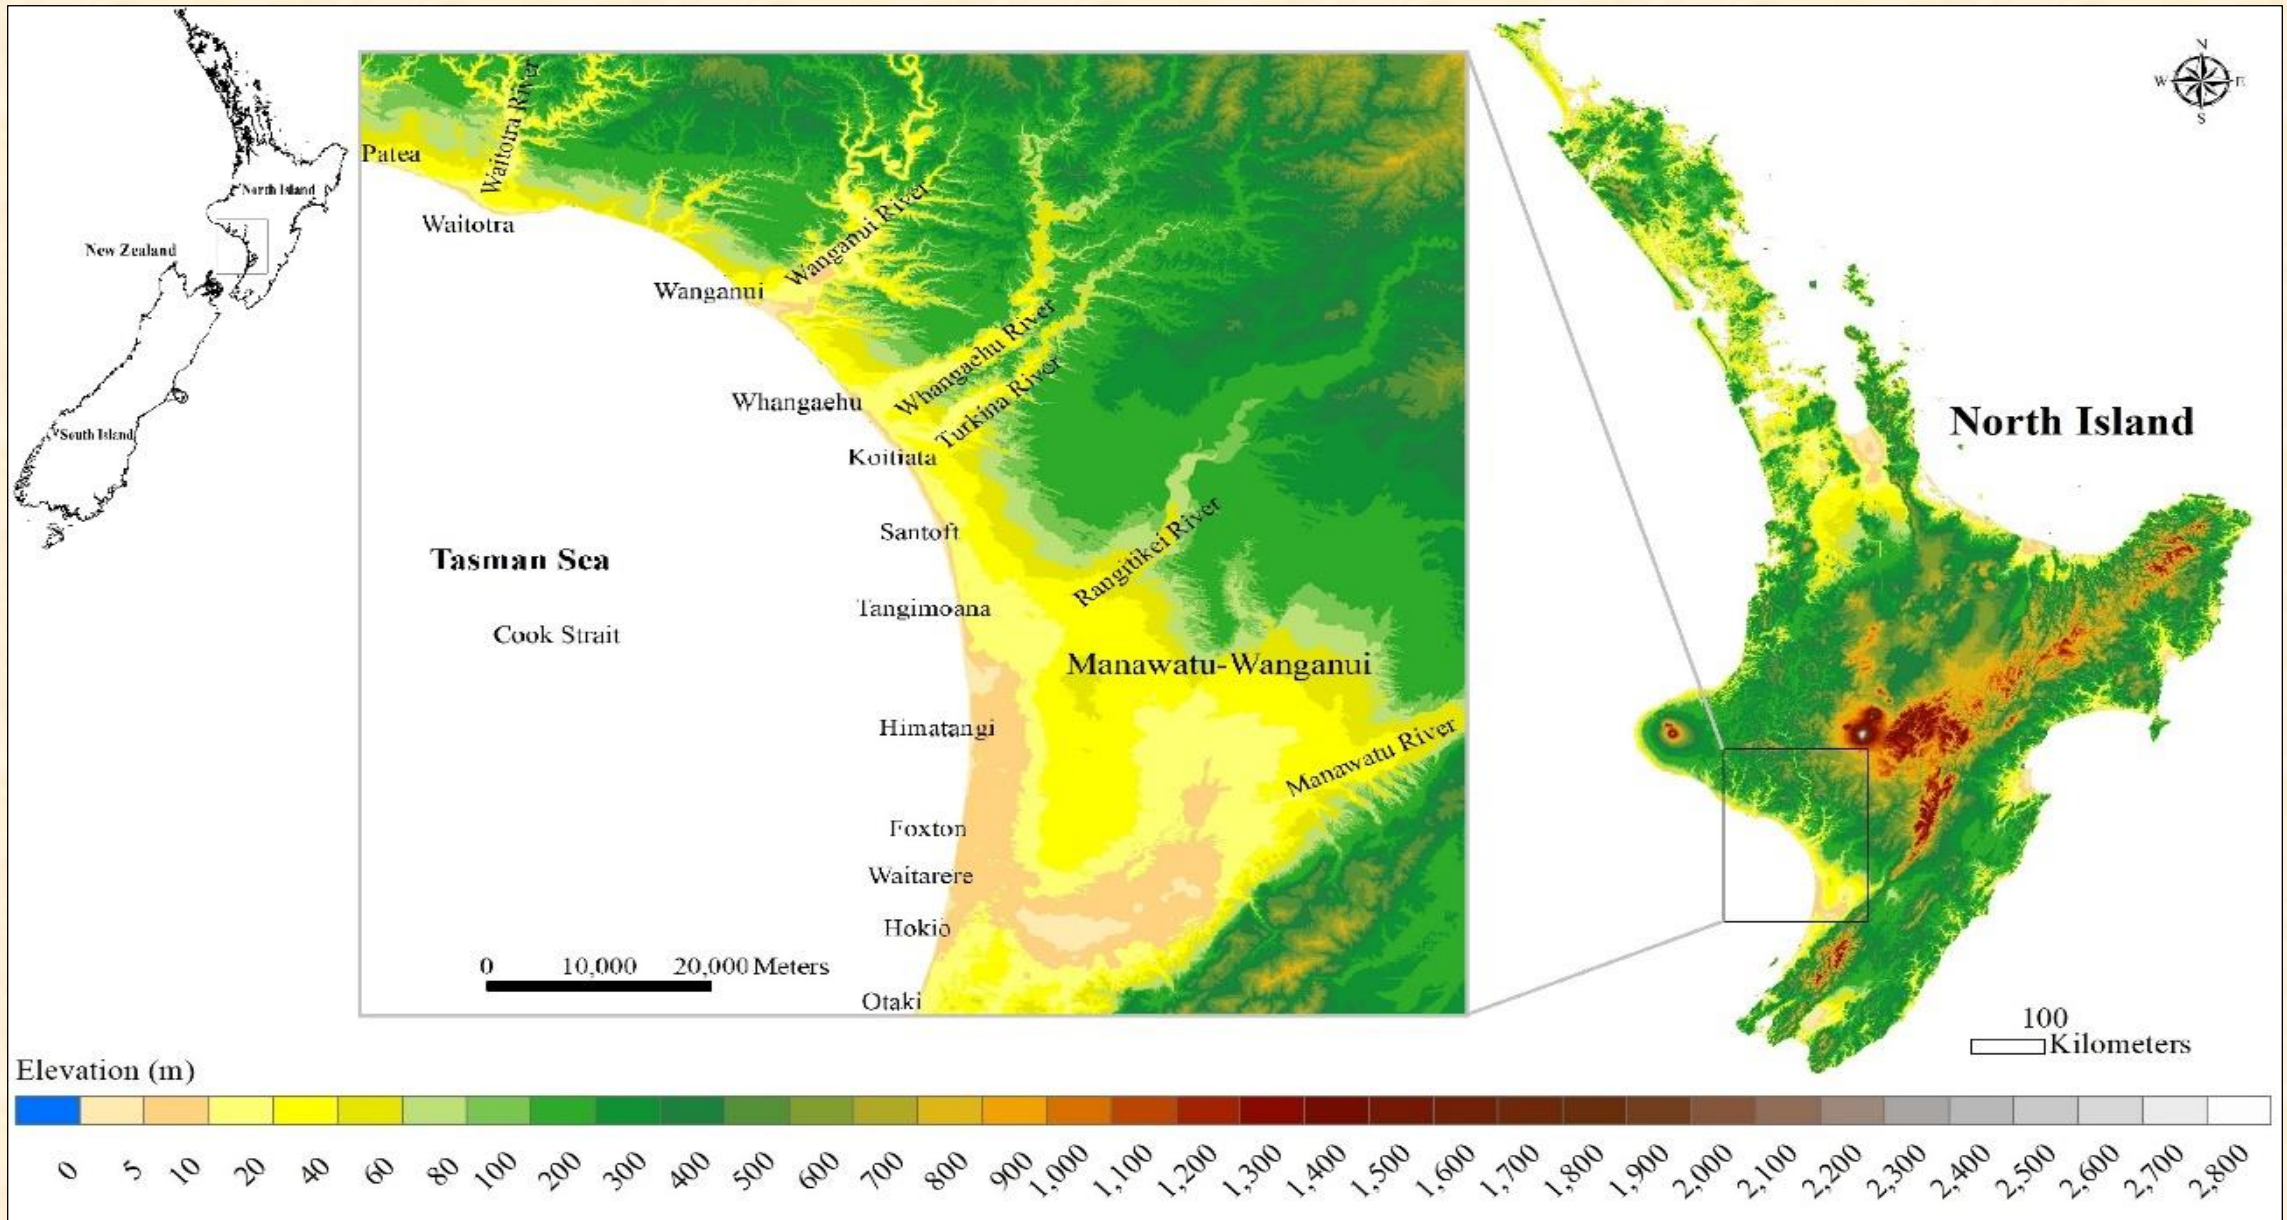 North Island
New Zealand
South Island
Patea
Waitotra River
Waitotra
Wanganui River
Wanganui
Whangaehu River
Whangaehu
Turkina River
Koitiata
Santoft
Rangitikei River
Tasman Sea
Tangimoana
Cook Strait
Manawatu-Wanganui
Himatangi
Manawatu River
Foxton
Waitarere
Hokio
0 10,000 20,000 Meters
Otaki
N
W E
S
North Island
100
Kilometers
Elevation (m)
0 5 10 20 40 60 80 100 200 300 400 500 600 700 800 900 1,000 1,100 1,200 1,300 1,400 1,500 1,600 1,700 1,800 1,900 2,000 2,100 2,200 2,300 2,400 2,500 2,600 2,700 2,800